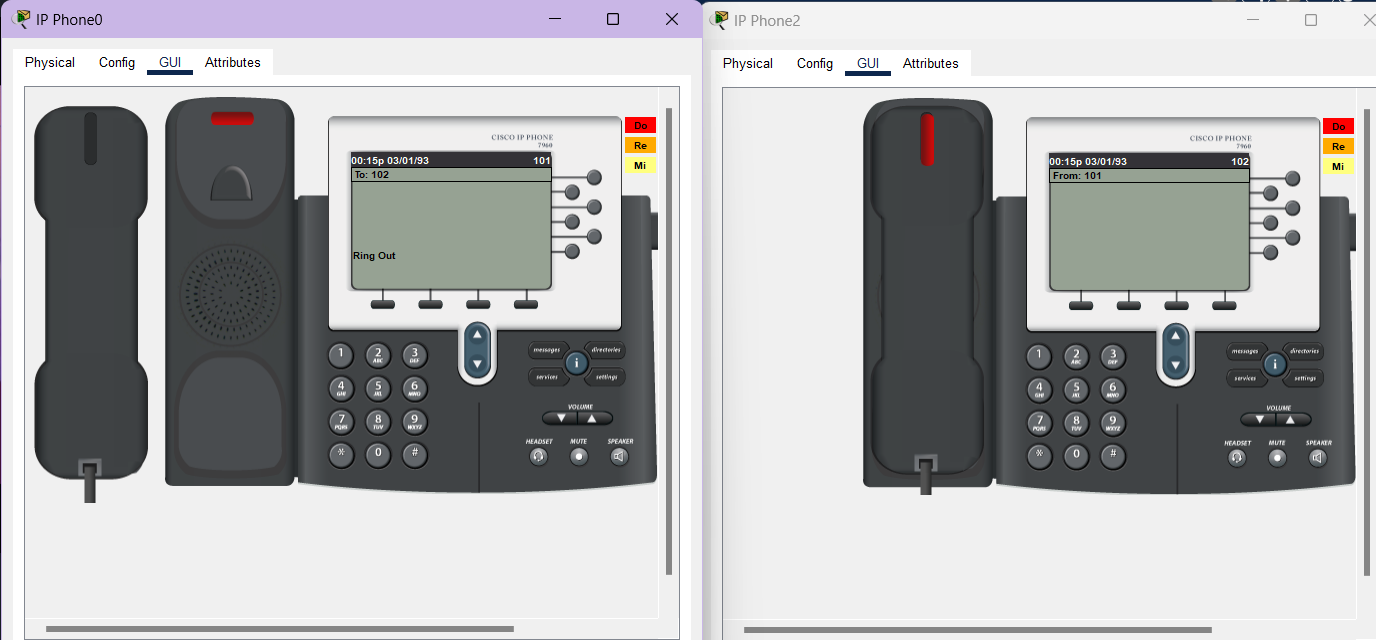 IP Phone0
Physical Config GUI Attributes
CISCO IP PHONE
7960
Do
Re
Mi
00:15p 03/01/93 101
To: 102
Ring Out
1 2 ABC 3 DEF
4 GHI 5 JKL 6 MNO
7 PQRS 8 TUV 9 WXYZ
* 0 #
messages directories
i
services settings
VOLUME
HEADSET MUTE SPEAKER
IP Phone2
Physical Config GUI Attributes
CISCO IP PHONE
7960
Do
Re
Mi
00:15p 03/01/93 102
From: 101
1 2 ABC 3 DEF
4 GHI 5 JKL 6 MNO
7 PQRS 8 TUV 9 WXYZ
* 0 #
messages directories
i
services settings
VOLUME
HEADSET MUTE SPEAKER